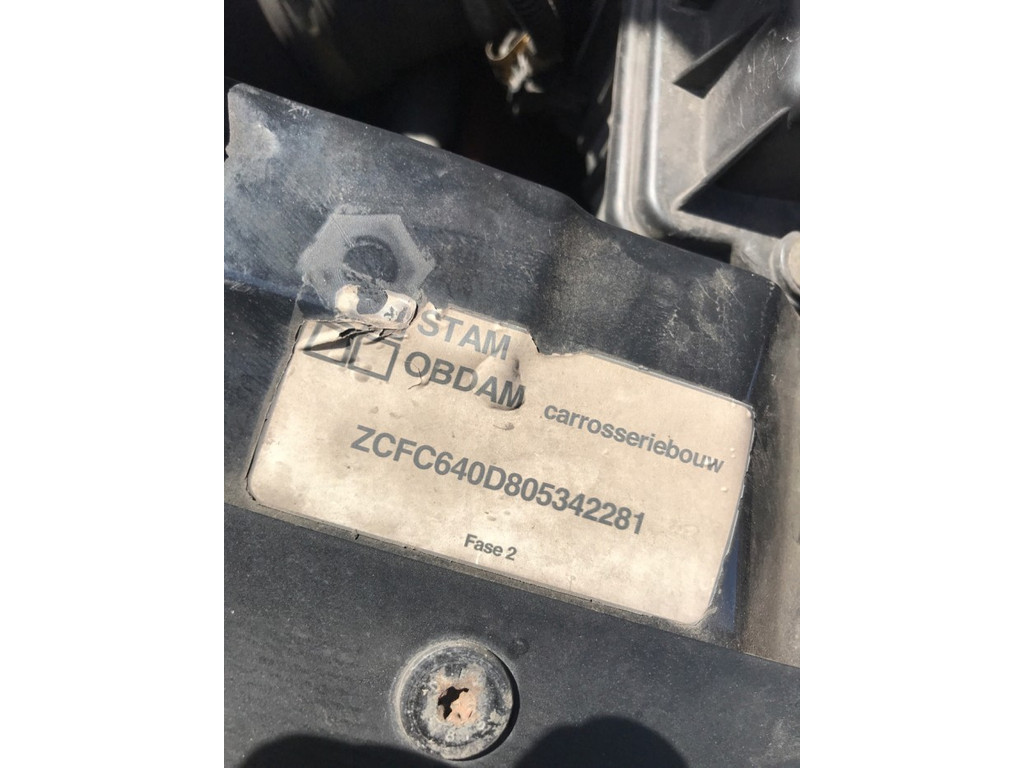 STAM
OBDAM carrosseriebouw
ZCFC640D805342281
Fase 2